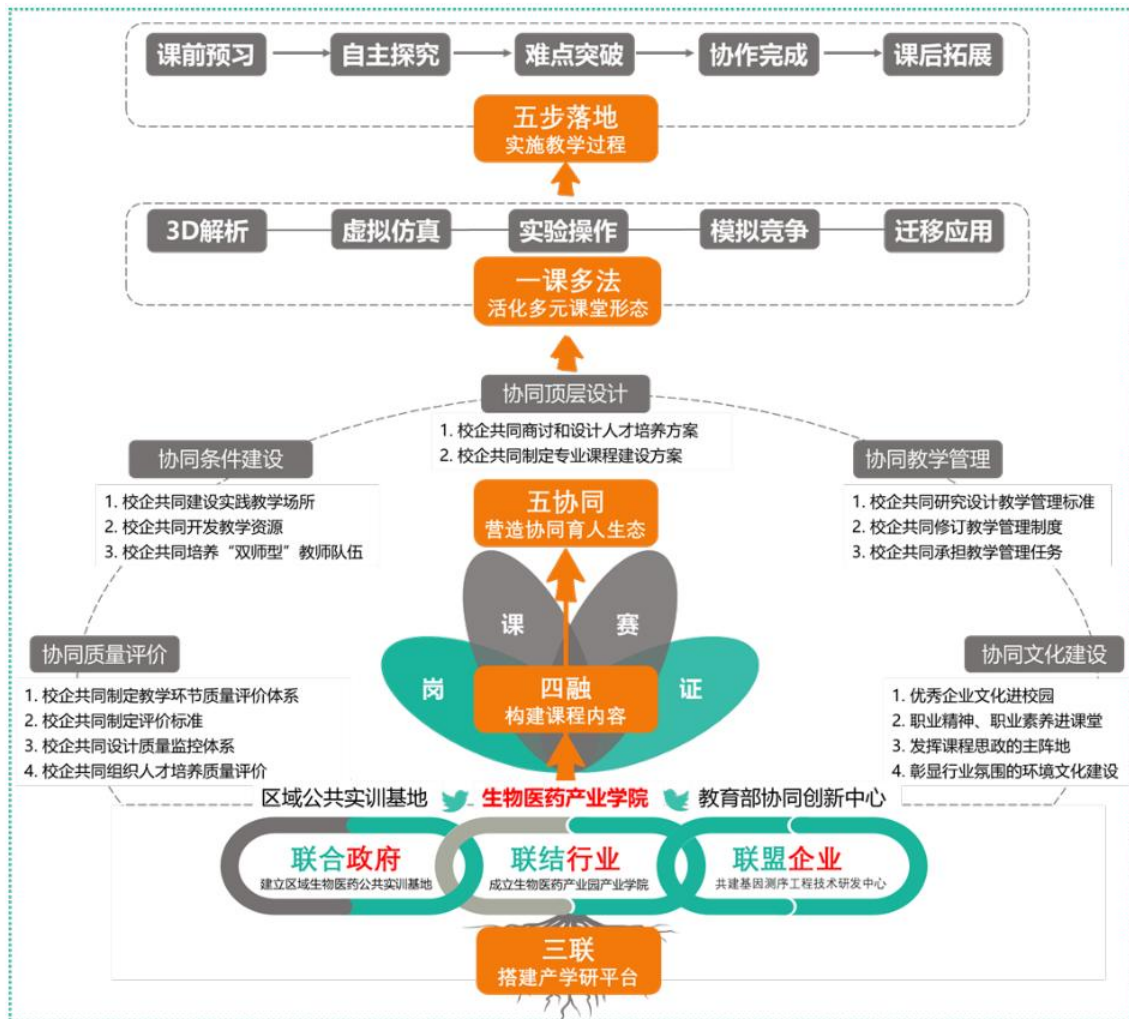 课前预习
自主探究
难点突破
协作完成
课后拓展
五步落地
实施教学过程
3D解析
虚拟仿真
实验操作
模拟竞争
迁移应用
一课多法
活化多元课堂形态
协同顶层设计
1. 校企共同商讨和设计人才培养方案
2. 校企共同制定专业课程建设方案
协同条件建设
1. 校企共同建设实践教学场所
2. 校企共同开发教学资源
3. 校企共同培养“双师型”教师队伍
协同教学管理
1. 校企共同研究设计教学管理标准
2. 校企共同修订教学管理制度
3. 校企共同承担教学管理任务
五协同
营造协同育人生态
课
赛
岗
证
四融
构建课程内容
协同质量评价
1. 校企共同制定教学环节质量评价体系
2. 校企共同制定评价标准
3. 校企共同设计质量监控体系
4. 校企共同组织人才培养质量评价
协同文化建设
1. 优秀企业文化进校园
2. 职业精神、职业素养进课堂
3. 发挥课程思政的主阵地
4. 彰显行业氛围的环境文化建设
区域公共实训基地
生物医药产业学院
教育部协同创新中心
联合政府
建立区域生物医药公共实训基地
联结行业
成立生物医药产业园产业学院
联盟企业
共建基因测序工程技术研发中心
三联
搭建产学研平台